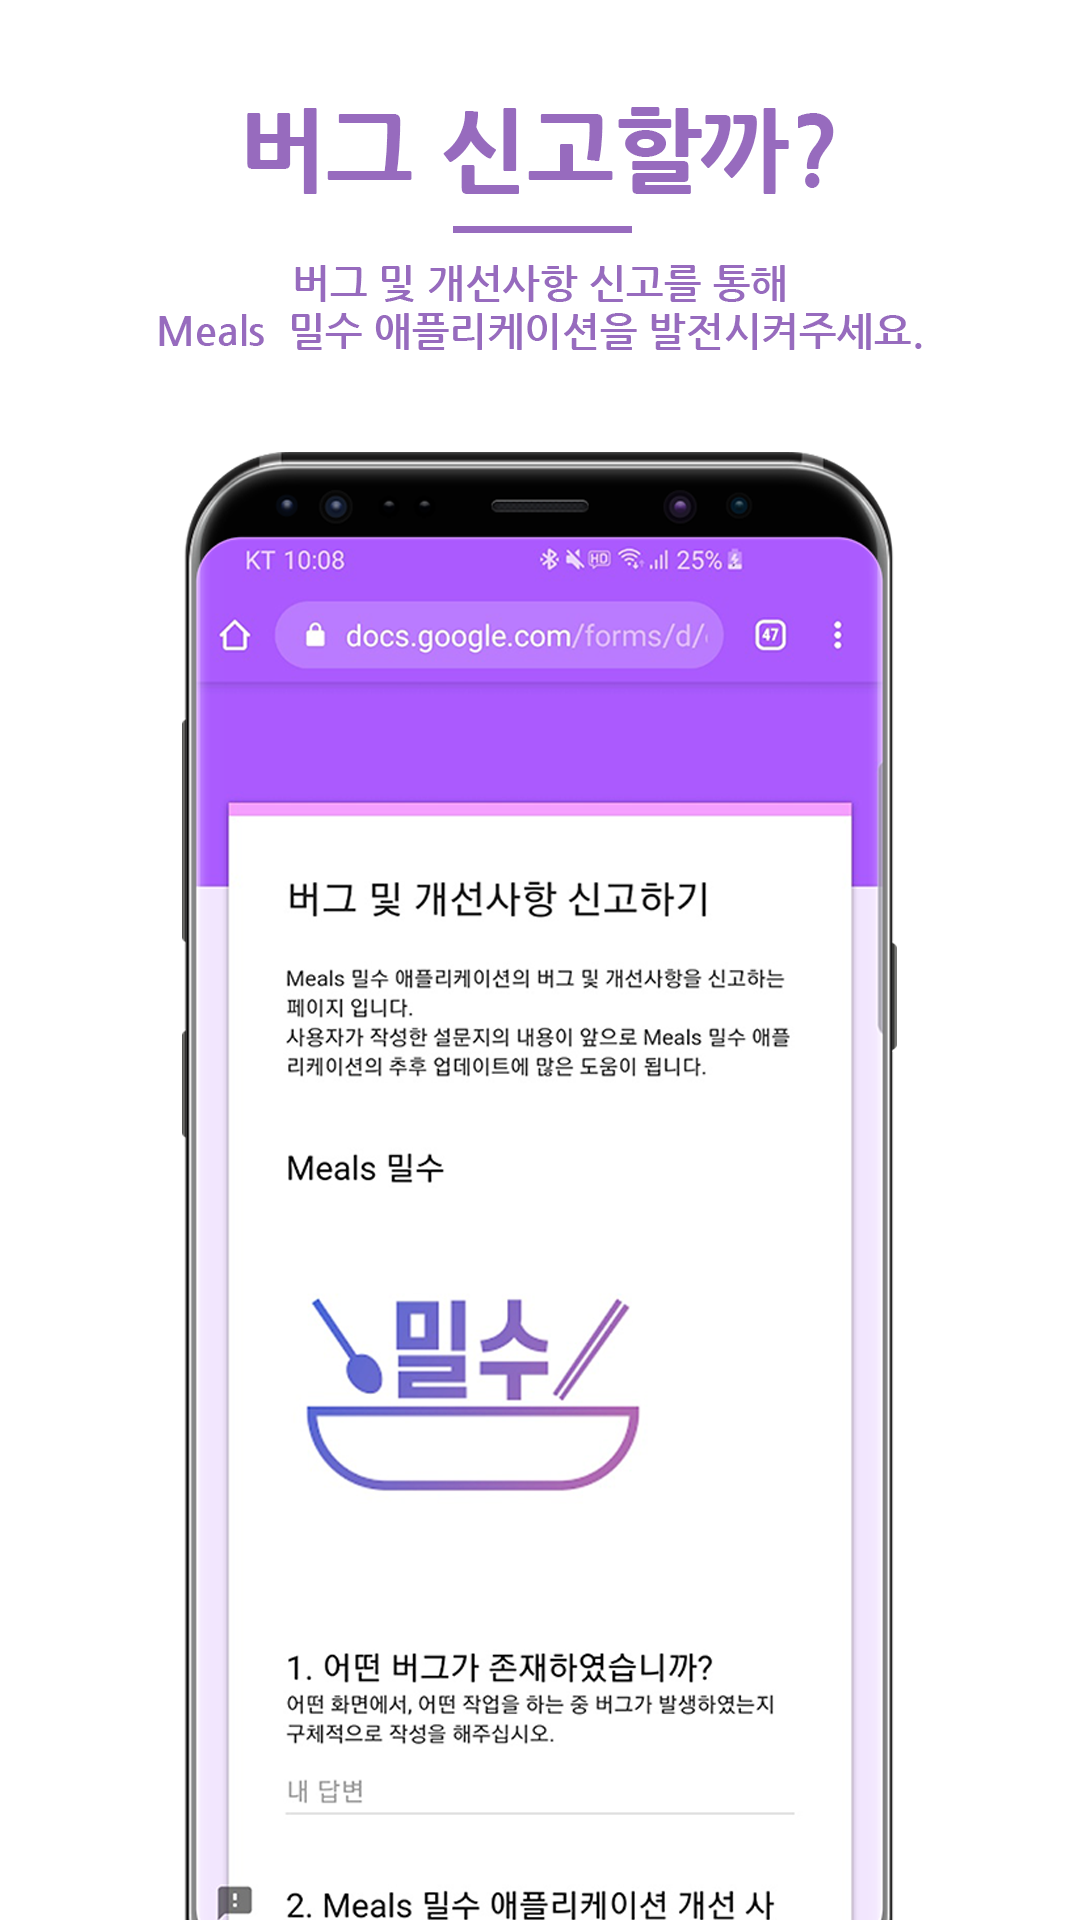 버그 신고할까?
버그 및 개선사항 신고를 통해
Meals 밀수 애플리케이션을 발전시켜주세요.
KT 10:08
HD
25%
docs.google.com/forms/d/
47
버그 및 개선사항 신고하기
Meals 밀수 애플리케이션의 버그 및 개선사항을 신고하는
페이지 입니다.
사용자가 작성한 설문지의 내용이 앞으로 Meals 밀수 애플
리케이션의 추후 업데이트에 많은 도움이 됩니다.
Meals 밀수
밀수
1. 어떤 버그가 존재하였습니까?
어떤 화면에서, 어떤 작업을 하는 중 버그가 발생하였는지
구체적으로 작성을 해주십시오.
내 답변
2. Meals 밀수 애플리케이션 개선 사